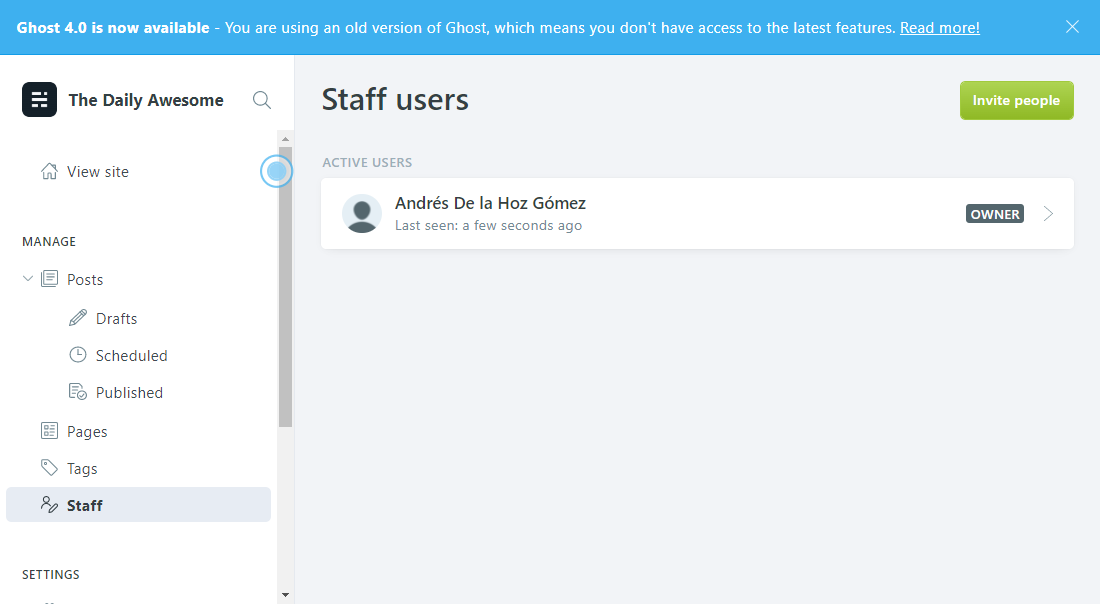 Ghost 4.0 is now available - You are using an old version of Ghost, which means you don't have access to the latest features. Read more!
The Daily Awesome
View site
MANAGE
Posts
Drafts
Scheduled
Published
Pages
Tags
Staff
SETTINGS
Staff users
Invite people
ACTIVE USERS
Andrés De la Hoz Gómez
Last seen: a few seconds ago
OWNER